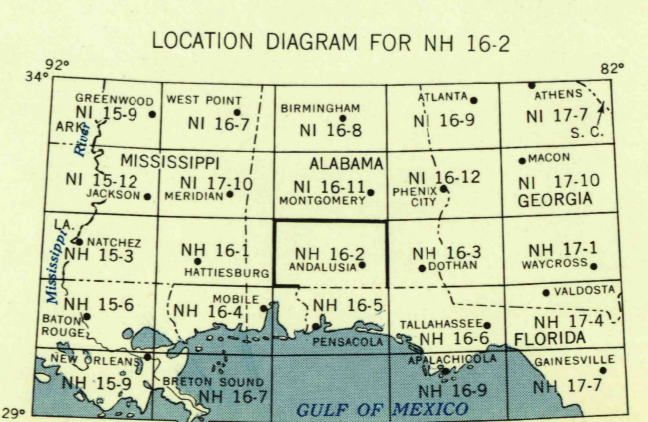 LOCATION DIAGRAM FOR NH 16-2
92° 82°
34°
GREENWOOD WEST POINT BIRMINGHAM ATLANTA ATHENS
NI 15-9 NI 16-7 NI 16-8 NI 16-9 NI 17-7
ARK. S. C.
River
MISSISSIPPI ALABAMA MACON
NI 15-12 NI 17-10 NI 16-11 NI 16-12 NI 17-10
JACKSON MERIDIAN MONTGOMERY PHENIX CITY GEORGIA
LA.
NATCHEZ NH 16-1 NH 16-2 NH 16-3 NH 17-1
NH 15-3 HATTIESBURG ANDALUSIA DOTHAN WAYCROSS
Mississippi
NH 15-6 MOBILE NH 16-5 VALDOSTA
BATON ROUGE NH 16-4 PENSACOLA TALLAHASSEE NH 17-4
NH 16-6 FLORIDA
NEW ORLEANS APALACHICOLA GAINESVILLE
NH 15-9 BRETON SOUND NH 16-9 NH 17-7
NH 16-7
29° GULF OF MEXICO